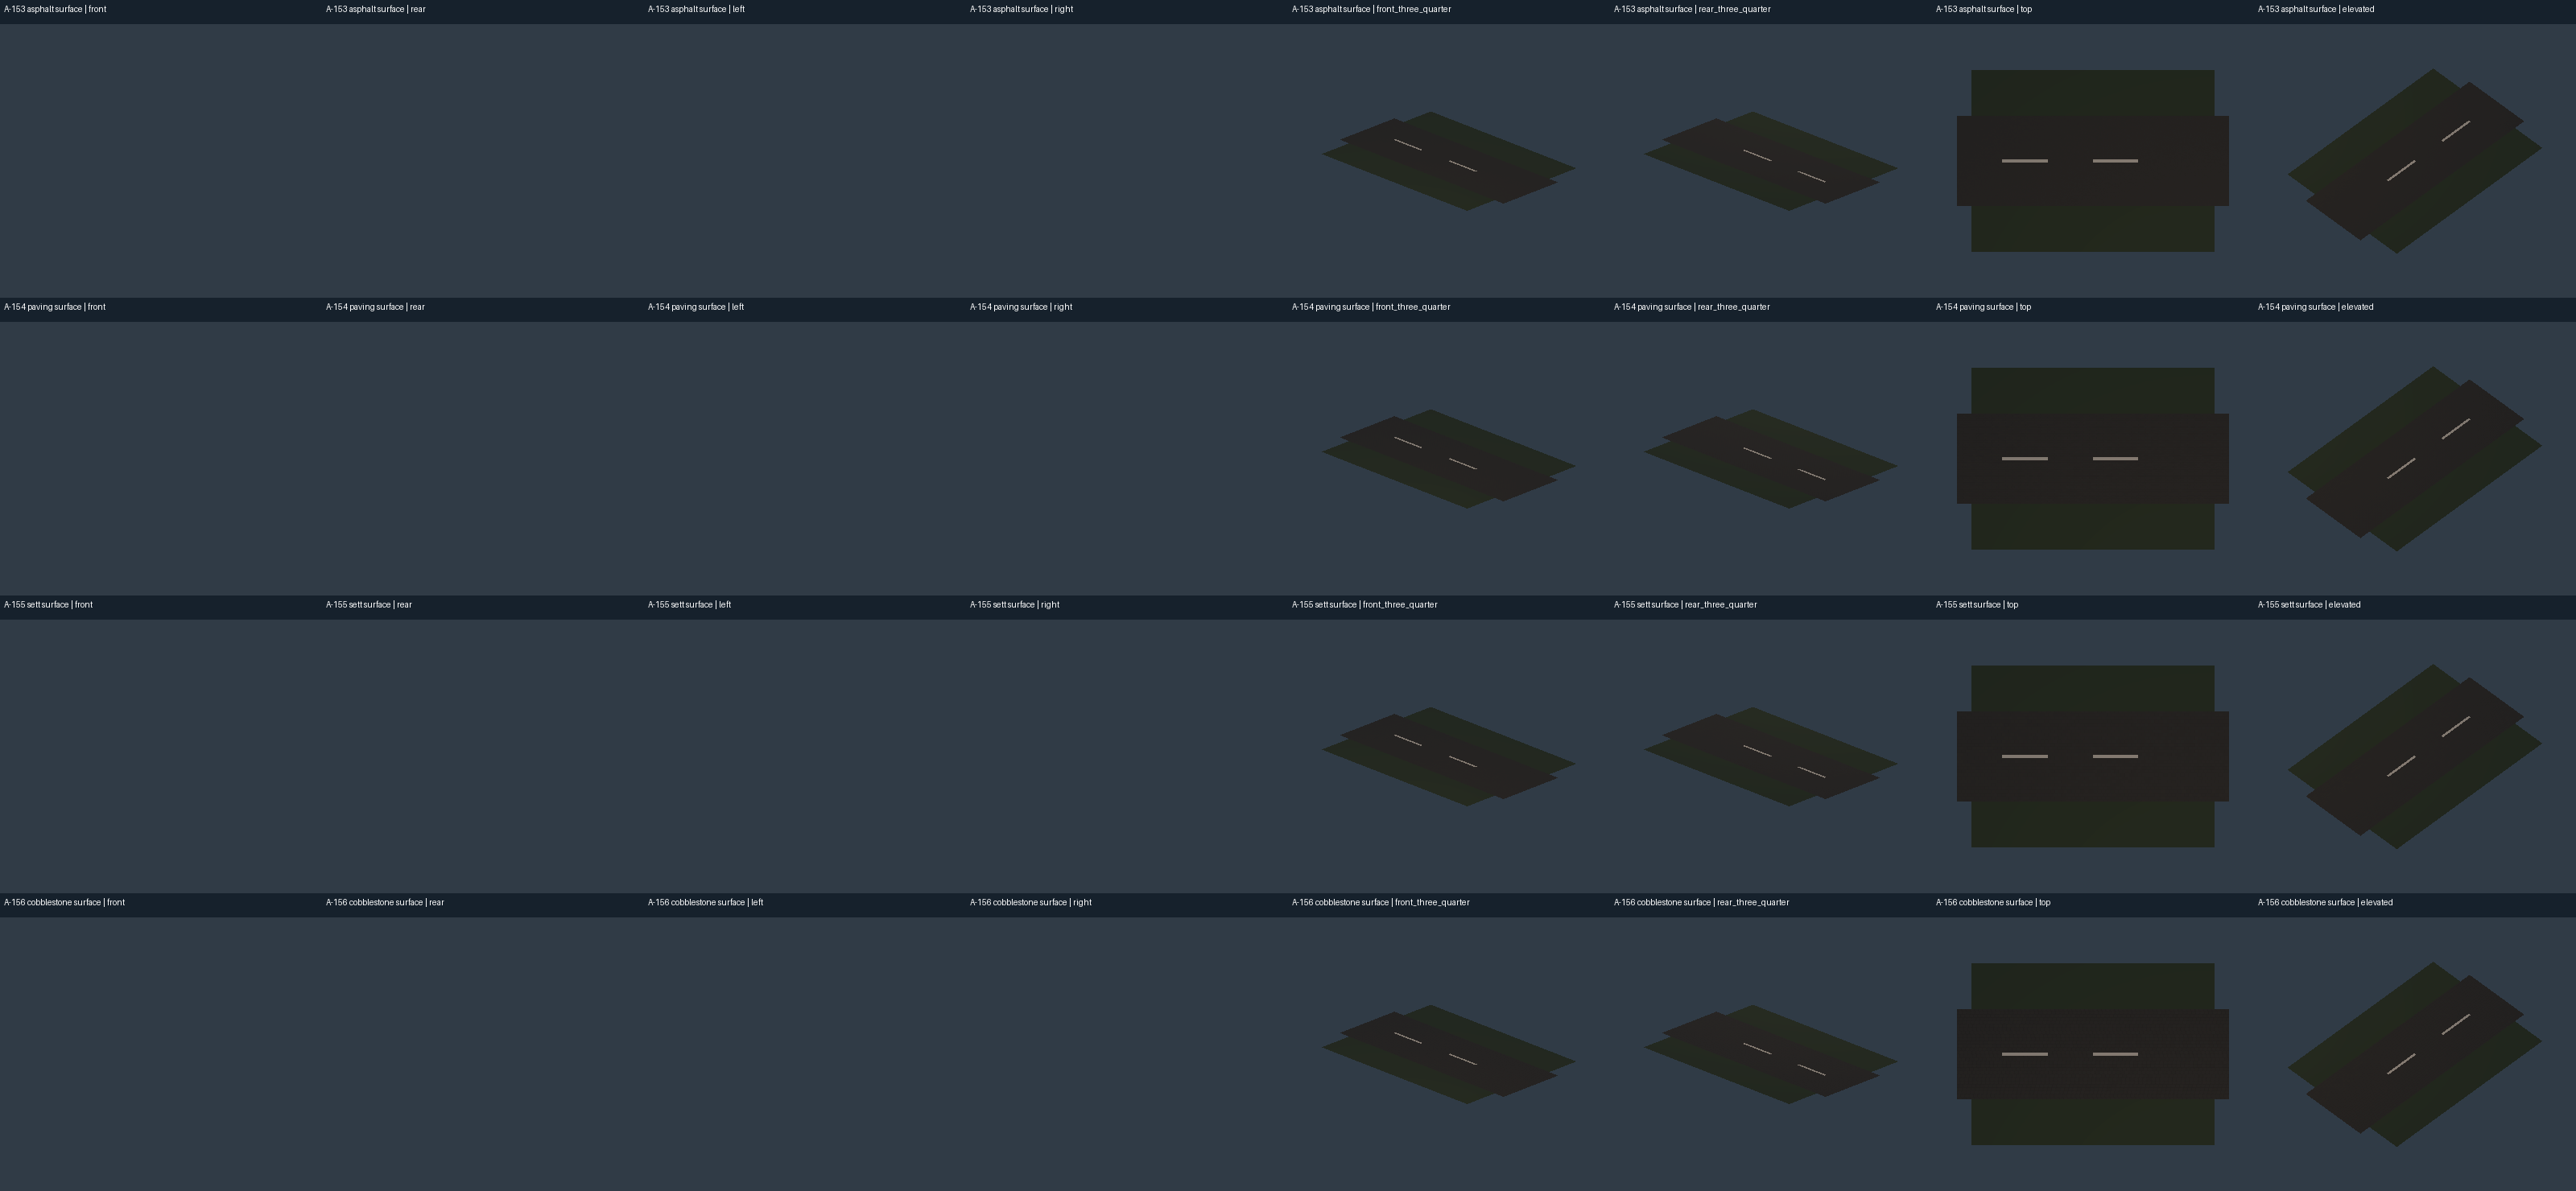 A-153 asphalt surface | front
A-153 asphalt surface | rear
A-153 asphalt surface | left
A-153 asphalt surface | right
A-153 asphalt surface | front_three_quarter
A-153 asphalt surface | rear_three_quarter
A-153 asphalt surface | top
A-153 asphalt surface | elevated
A-154 paving surface | front
A-154 paving surface | rear
A-154 paving surface | left
A-154 paving surface | right
A-154 paving surface | front_three_quarter
A-154 paving surface | rear_three_quarter
A-154 paving surface | top
A-154 paving surface | elevated
A-155 sett surface | front
A-155 sett surface | rear
A-155 sett surface | left
A-155 sett surface | right
A-155 sett surface | front_three_quarter
A-155 sett surface | rear_three_quarter
A-155 sett surface | top
A-155 sett surface | elevated
A-156 cobblestone surface | front
A-156 cobblestone surface | rear
A-156 cobblestone surface | left
A-156 cobblestone surface | right
A-156 cobblestone surface | front_three_quarter
A-156 cobblestone surface | rear_three_quarter
A-156 cobblestone surface | top
A-156 cobblestone surface | elevated